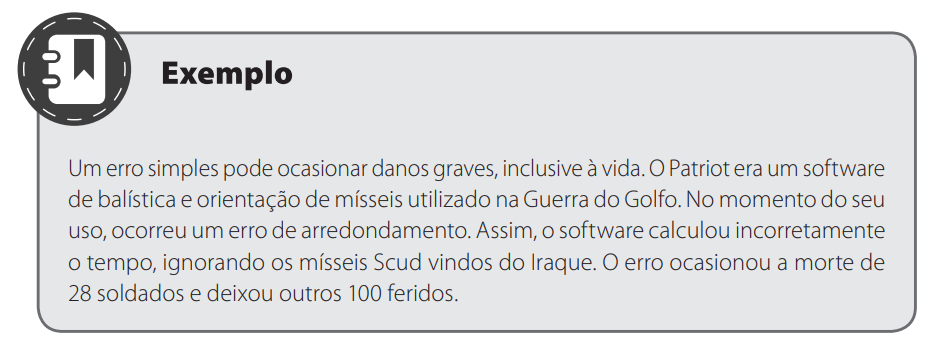 Exemplo
Um erro simples pode ocasionar danos graves, inclusive à vida. O Patriot era um software
de balística e orientação de mísseis utilizado na Guerra do Golfo. No momento do seu
uso, ocorreu um erro de arredondamento. Assim, o software calculou incorretamente
o tempo, ignorando os mísseis Scud vindos do Iraque. O erro ocasionou a morte de
28 soldados e deixou outros 100 feridos.